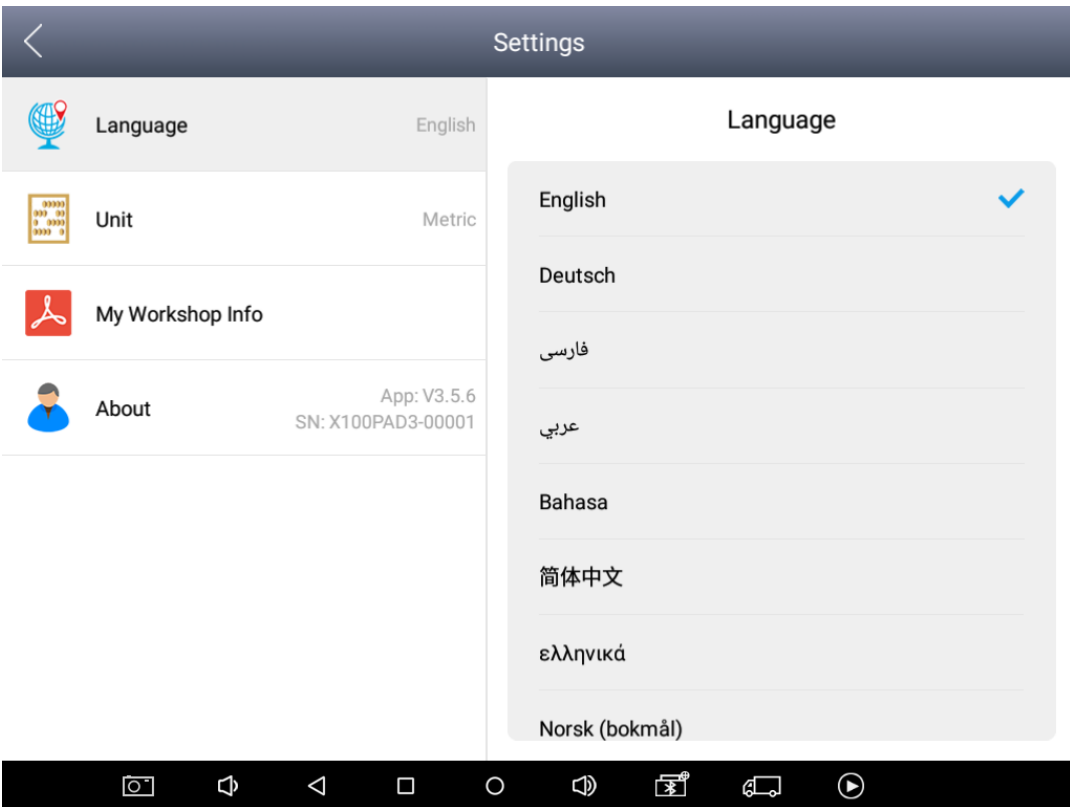 Settings
Language English
Unit Metric
My Workshop Info
About
App: V3.5.6
SN: X100PAD3-00001
Language
English
Deutsch
فارسی
عربي
Bahasa
简体中文
ελληνικά
Norsk (bokmål)